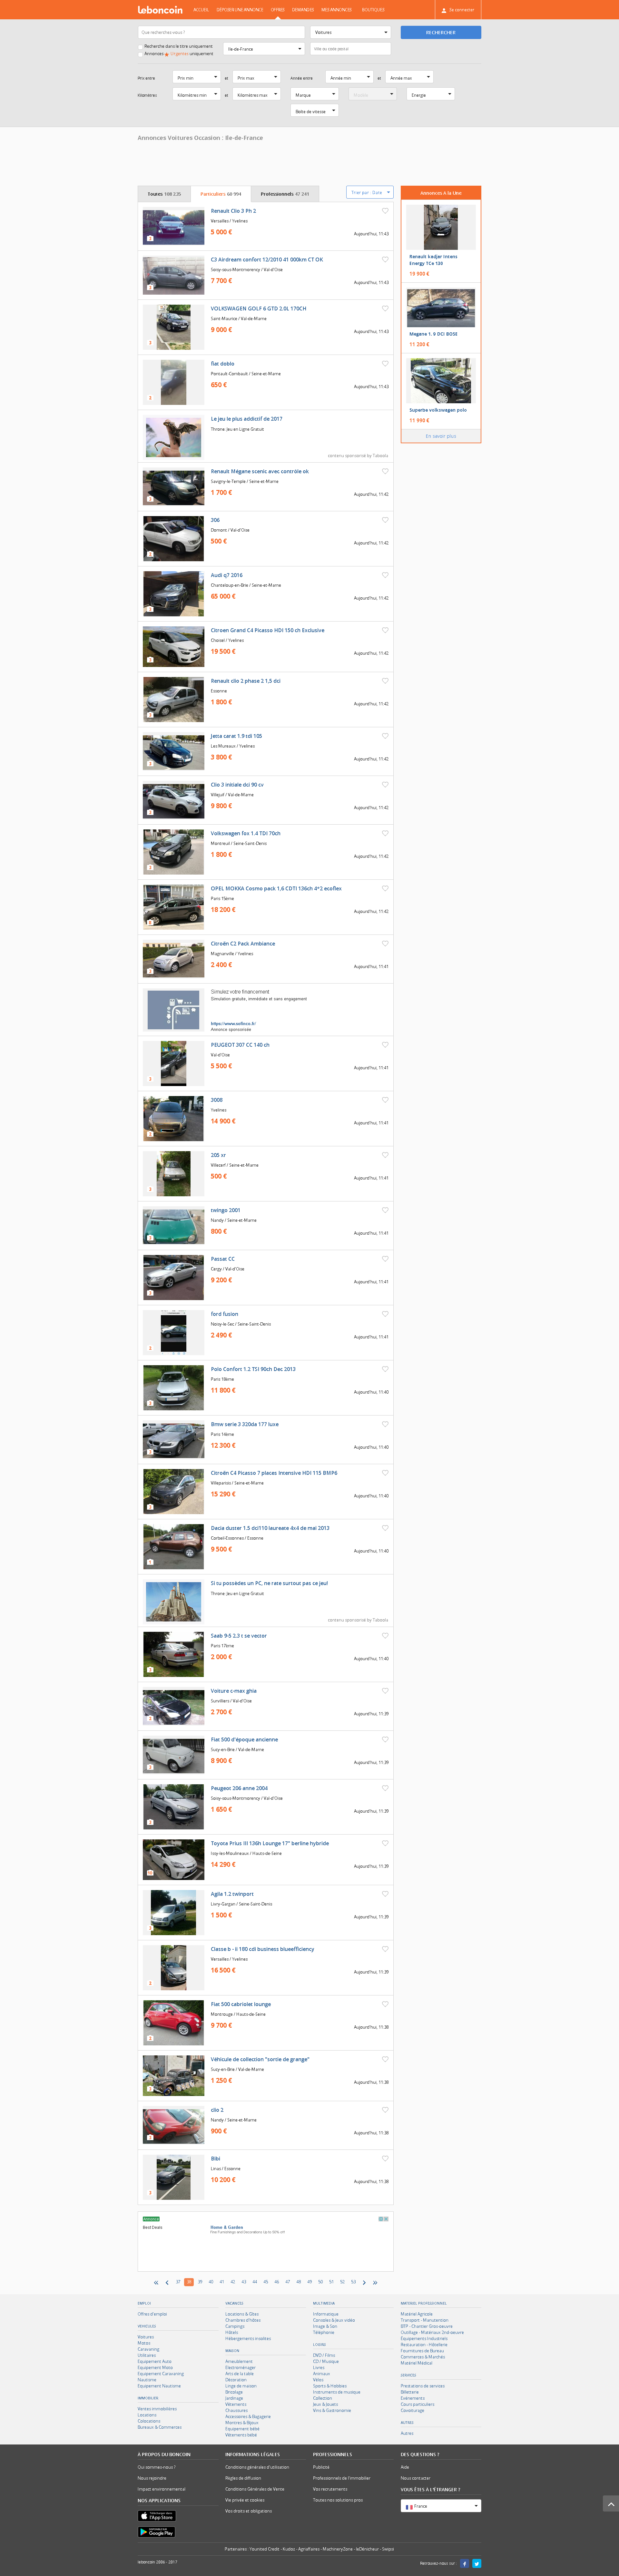 leboncoin
ACCUEIL DÉPOSER UNE ANNONCE OFFRES DEMANDES MES ANNONCES BOUTIQUES
Se connecter
Que recherchez-vous ?
Voitures
RECHERCHER
Recherche dans le titre uniquement
Annonces Urgentes uniquement
Ile-de-France
Ville ou code postal
Prix entre Prix min et Prix max
Année entre Année min et Année max
Kilomètres Kilomètres min et Kilomètres max
Marque Modèle Energie
Boîte de vitesse
Annonces Voitures Occasion : Ile-de-France
Particuliers 60 994
Professionnels 47 241
Trier par : Date
Annonces A la Une
Renault kadjar Intens
Energy TCe 130
19 900 €
Megane 1. 9 DCi BOSE
11 200 €
Superbe volkswagen polo
11 990 €
En savoir plus
Renault Clio 3 Ph 2
Versailles / Yvelines
5 000 €
Aujourd'hui, 11:43
C3 Airdream confort 12/2010 41 000km CT OK
Soisy-sous-Montmorency / Val-d'Oise
7 700 €
Aujourd'hui, 11:43
VOLKSWAGEN GOLF 6 GTD 2.0L 170CH
Saint-Maurice / Val-de-Marne
9 000 €
Aujourd'hui, 11:43
fiat doblo
Pontault-Combault / Seine-et-Marne
650 €
Aujourd'hui, 11:43
Le jeu le plus addictif de 2017
Throne: Jeu en Ligne Gratuit
contenu sponsorisé by Taboola
Renault Mégane scenic avec contrôle ok
Savigny-le-Temple / Seine-et-Marne
1 700 €
Aujourd'hui, 11:42
306
Domont / Val-d'Oise
500 €
Aujourd'hui, 11:42
Audi q7 2016
Chanteloup-en-Brie / Seine-et-Marne
65 000 €
Aujourd'hui, 11:42
Citroen Grand C4 Picasso HDI 150 ch Exclusive
Choisel / Yvelines
19 500 €
Aujourd'hui, 11:42
Renault clio 2 phase 2 1,5 dci
Essonne
1 800 €
Aujourd'hui, 11:42
Jetta carat 1.9 tdi 105
Les Mureaux / Yvelines
3 800 €
Aujourd'hui, 11:42
Clio 3 initiale dci 90 cv
Villejuif / Val-de-Marne
9 800 €
Aujourd'hui, 11:42
Volkswagen fox 1.4 TDI 70ch
Montreuil / Seine-Saint-Denis
1 800 €
Aujourd'hui, 11:42
OPEL MOKKA Cosmo pack 1,6 CDTI 136ch 4*2 ecoflex
Paris 15ème
18 200 €
Aujourd'hui, 11:42
Citroën C2 Pack Ambiance
Magnanville / Yvelines
2 400 €
Aujourd'hui, 11:41
Simulez votre financement
Simulation gratuite, immédiate et sans engagement
https://www.sofinco.fr/
Annonce sponsorisée
PEUGEOT 307 CC 140 ch
Val-d'Oise
5 500 €
Aujourd'hui, 11:41
3008
Yvelines
14 900 €
Aujourd'hui, 11:41
205 xr
Seine-et-Marne
500 €
Aujourd'hui, 11:41
twingo 2001
Nandy / Seine-et-Marne
800 €
Aujourd'hui, 11:41
Passat CC
Cergy / Val-d'Oise
9 200 €
Aujourd'hui, 11:41
ford fusion
Noisy-le-Sec / Seine-Saint-Denis
2 490 €
Aujourd'hui, 11:41
Polo Confort 1.2 TSI 90ch Dec 2013
Paris 18ème
11 800 €
Aujourd'hui, 11:40
Bmw serie 3 320da 177 luxe
Paris 14ème
12 300 €
Aujourd'hui, 11:40
Citroën C4 Picasso 7 places Intensive HDI 115 BMP6
Villeparisis / Seine-et-Marne
15 290 €
Aujourd'hui, 11:40
Dacia duster 1.5 dci110 laureate 4x4 de mai 2013
Corbeil-Essonnes / Essonne
9 500 €
Aujourd'hui, 11:40
Si tu possèdes un PC, ne rate surtout pas ce jeu!
Throne: Jeu en Ligne Gratuit
contenu sponsorisé by Taboola
Saab 9-5 2.3 t se vector
Paris 17ème
2 000 €
Aujourd'hui, 11:40
Voiture c-max ghia
Survilliers / Val-d'Oise
2 700 €
Aujourd'hui, 11:39
Fiat 500 d'époque ancienne
Sucy-en-Brie / Val-de-Marne
8 900 €
Aujourd'hui, 11:39
Peugeot 206 anne 2004
Soisy-sous-Montmorency / Val-d'Oise
1 650 €
Aujourd'hui, 11:39
Toyota Prius III 136h Lounge 17" berline hybride
Issy-les-Moulineaux / Hauts-de-Seine
14 290 €
Aujourd'hui, 11:39
Agila 1.2 twinport
Livry-Gargan / Seine-Saint-Denis
1 500 €
Aujourd'hui, 11:39
Classe b - ii 180 cdi business blueefficiency
Versailles / Yvelines
16 500 €
Aujourd'hui, 11:39
Fiat 500 cabriolet lounge
Montrouge / Hauts-de-Seine
9 700 €
Aujourd'hui, 11:38
Véhicule de collection "sortie de grange"
Sucy-en-Brie / Val-de-Marne
1 250 €
Aujourd'hui, 11:38
clio 2
Nandy / Seine-et-Marne
900 €
Aujourd'hui, 11:38
Bibi
Linas / Essonne
10 200 €
Aujourd'hui, 11:38
Best Deals
Home & Garden
Fine Furnishings and Decorations Up to 50% off
« ‹ 37 38 39 40 41 42 43 44 45 46 47 48 49 50 51 52 53 › »
EMPLOI
Offres d'emploi
VEHICULES
Voitures
Motos
Caravaning
Utilitaires
Equipement Auto
Equipement Moto
Equipement Caravaning
Nautisme
Equipement Nautisme
IMMOBILIER
Ventes immobilières
Locations
Colocations
Bureaux & Commerces
VACANCES
Locations & Gîtes
Chambres d'hôtes
Campings
Hôtels
Hébergements insolites
MAISON
Ameublement
Electroménager
Arts de la table
Décoration
Linge de maison
Bricolage
Jardinage
Vêtements
Chaussures
Accessoires & Bagagerie
Montres & Bijoux
Equipement bébé
Vêtements bébé
MULTIMEDIA
Informatique
Consoles & Jeux vidéo
Image & Son
Téléphonie
LOISIRS
DVD / Films
CD / Musique
Livres
Animaux
Vélos
Sports & Hobbies
Instruments de musique
Collection
Jeux & Jouets
Vins & Gastronomie
MATERIEL PROFESSIONNEL
Matériel Agricole
Transport - Manutention
BTP - Chantier Gros-oeuvre
Outillage - Matériaux 2nd-oeuvre
Équipements Industriels
Restauration - Hôtellerie
Fournitures de Bureau
Commerces & Marchés
Matériel Médical
SERVICES
Prestations de services
Billetterie
Evénements
Cours particuliers
Covoiturage
AUTRES
Autres
À PROPOS DU BONCOIN
Qui sommes-nous ?
Nous rejoindre
Impact environnemental
NOS APPLICATIONS
App Store
Google Play
INFORMATIONS LÉGALES
Conditions générales d'utilisation
Règles de diffusion
Conditions Générales de Vente
Vie privée et cookies
Vos droits et obligations
PROFESSIONNELS
Publicité
Professionnels de l'immobilier
Vos recrutements
Toutes nos solutions pros
DES QUESTIONS ?
Aide
Nous contacter
VOUS ÊTES À L'ÉTRANGER ?
France
Partenaires : Younited Credit - Kudoz - Agriaffaires - MachineryZone - leDénicheur - Swopr
leboncoin 2006 - 2017
Retrouvez-nous sur :